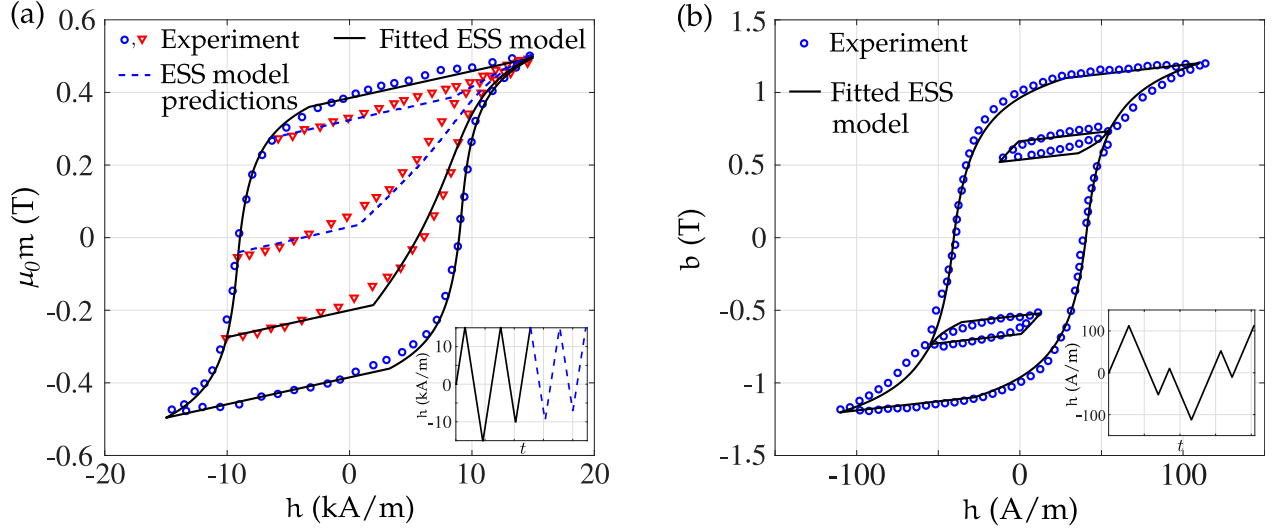 (a)
μ₀m (T)
0.6
0.4
0.2
0
-0.2
-0.4
-0.6
Experiment
Fitted ESS model
ESS model
predictions
-20
-10
0
10
20
h (kA/m)
h (kA/m)
10
0
-10
t
(b)
b (T)
1.5
1
0.5
0
-0.5
-1
-1.5
Experiment
Fitted ESS
model
-100
-50
0
50
100
h (A/m)
h (A/m)
100
0
-100
t